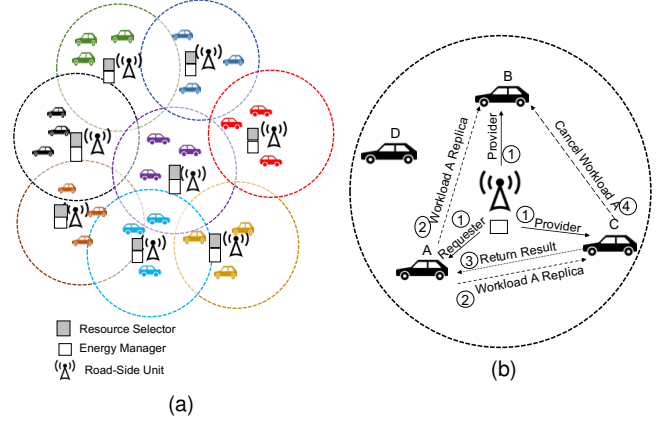 Resource Selector
Energy Manager
Road-Side Unit
(a)
B
D
Workload A Replica
Provider
1
Cancel Workload A
4
2
1
Requester
1
Provider
C
A
3 Return Result
2
Workload A Replica
(b)